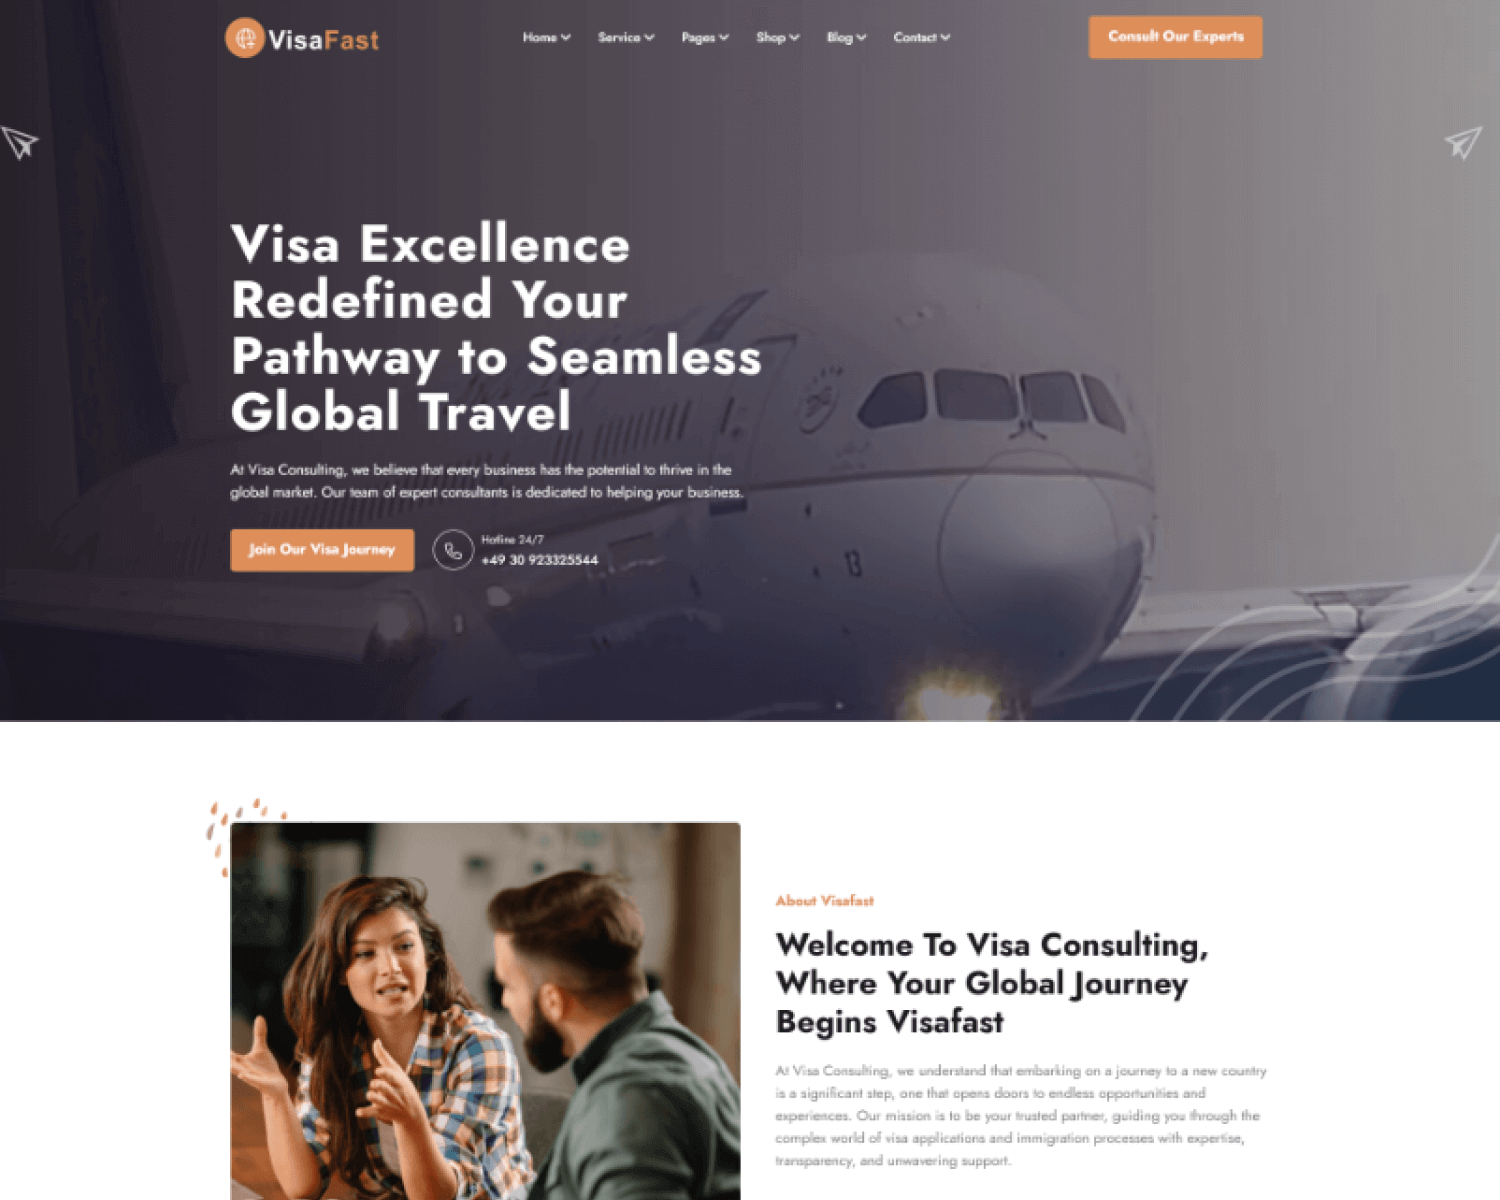 VisaFast
Home Service Pages Shop Blog Contact
Consult Our Experts
Visa Excellence
Redefined Your
Pathway to Seamless
Global Travel
At Visa Consulting, we believe that every business has the potential to thrive in the
global market. Our team of expert consultants is dedicated to helping your business.
Join Our Visa Journey
Hotline 24/7
+49 30 923325544
13
About Visafast
Welcome To Visa Consulting,
Where Your Global Journey
Begins Visafast
At Visa Consulting, we understand that embarking on a journey to a new country
is a significant step, one that opens doors to endless opportunities and
experiences. Our mission is to be your trusted partner, guiding you through the
complex world of visa applications and immigration processes with expertise,
transparency, and unwavering support.